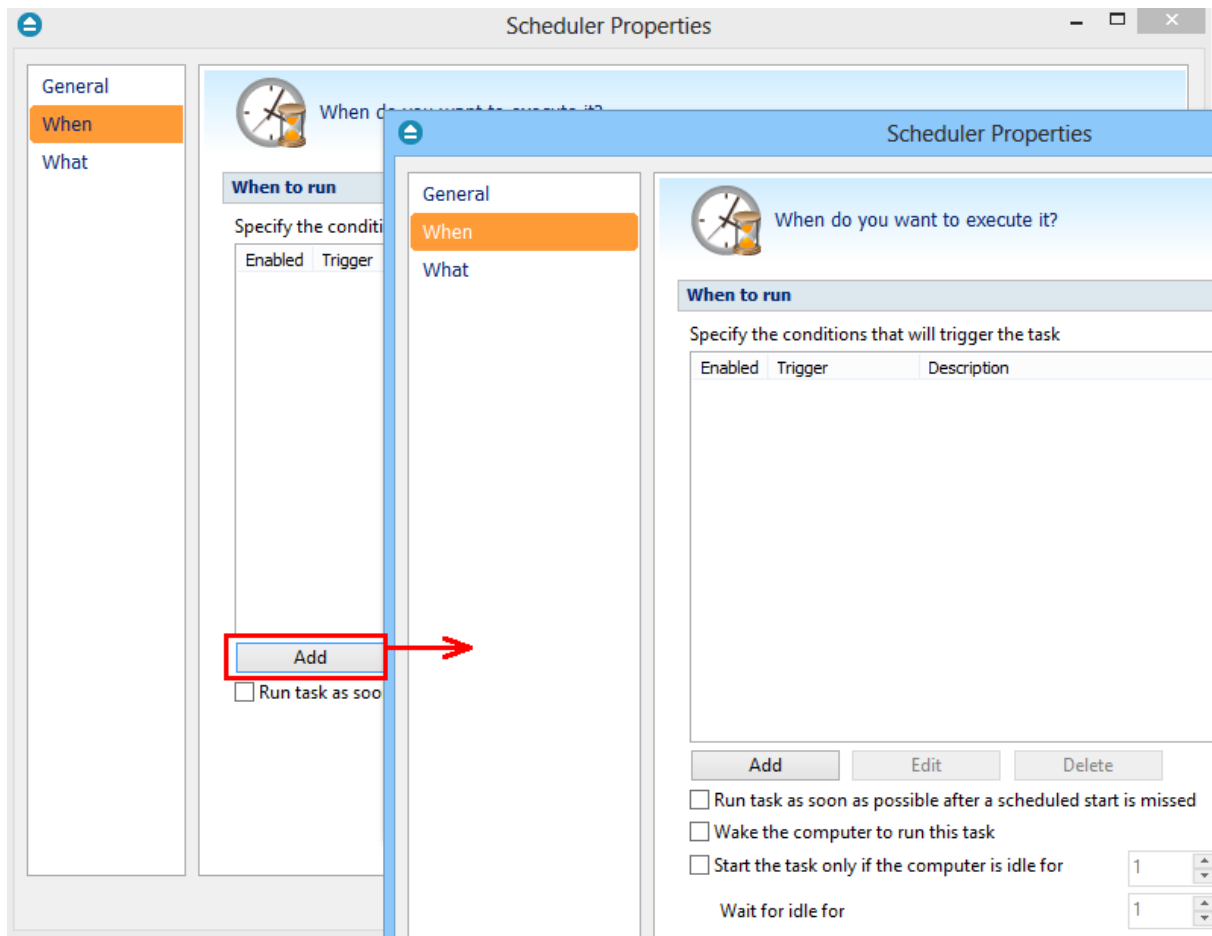 Scheduler Properties
General
When
What
When do you want to execute it?
When to run
Specify the conditi
Enabled Trigger
Add
Run task as soo
Scheduler Properties
General
When
What
When do you want to execute it?
When to run
Specify the conditions that will trigger the task
Enabled Trigger Description
Add Edit Delete
Run task as soon as possible after a scheduled start is missed
Wake the computer to run this task
Start the task only if the computer is idle for 1
Wait for idle for 1